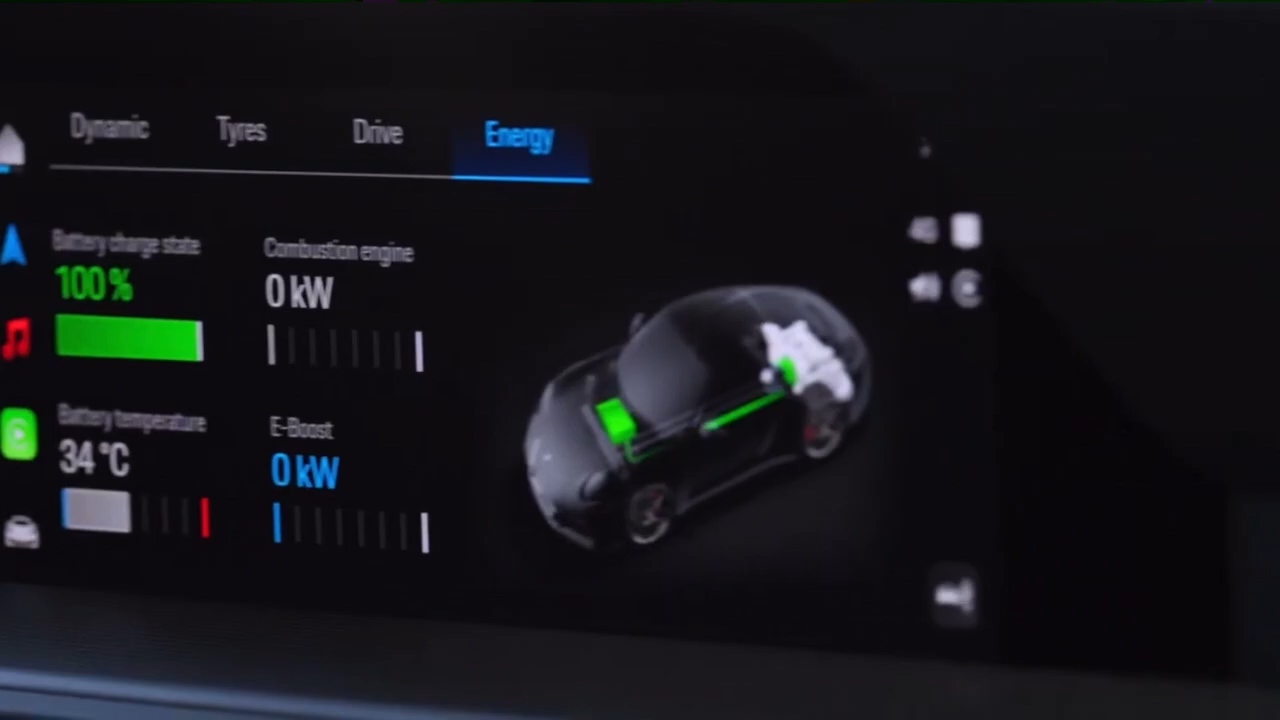 Dynamic Tyres Drive Energy
Battery charge state
100 %
Combustion engine
0 kW
Battery temperature
34 °C
E-Boost
0 kW